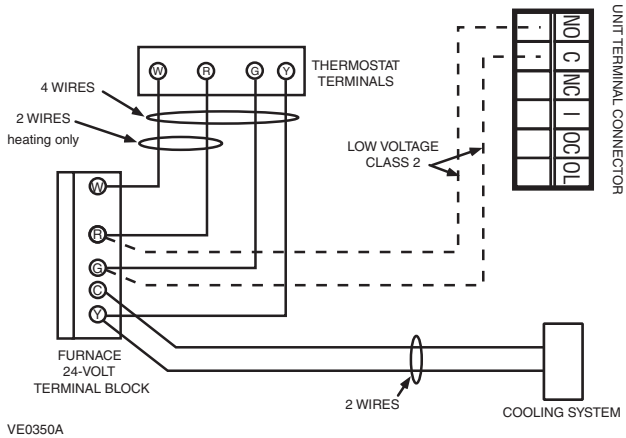 W R G Y
THERMOSTAT
TERMINALS
4 WIRES
2 WIRES
heating only
LOW VOLTAGE
CLASS 2
UNIT TERMINAL CONNECTOR
NO
C
NC
I
OC
OL
W
R
G
C
Y
FURNACE
24-VOLT
TERMINAL BLOCK
2 WIRES
COOLING SYSTEM
VE0350A